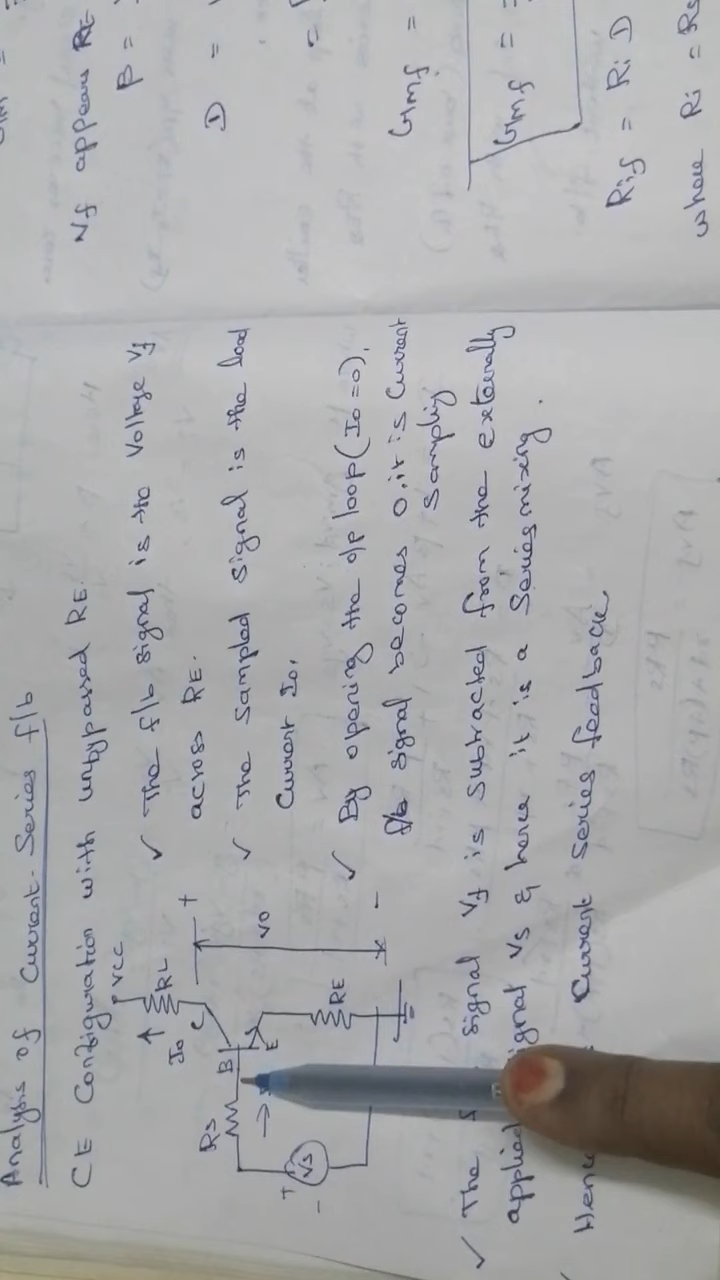 Analysis of Current-Series f/b
CE Configuration with unbypassed RE.
VCC
Io
RL
C
B
E
Rs
Vs
+
-
RE
+
Vo
-
✓ The f/b signal is the Voltage Vf
across RE.
✓ The sampled signal is the load
Current Io,
✓ By opening the o/p loop (Io=0),
f/b signal becomes 0, it is Current
Sampling
✓ The signal Vf is subtracted from the externally
applied signal Vs & hence it is a Series mixing.
✓ Hence Current series feedback.
Vf appears RE
β =
D =
GMf =
GMf =
Rif = Ri D
where Ri = Rs